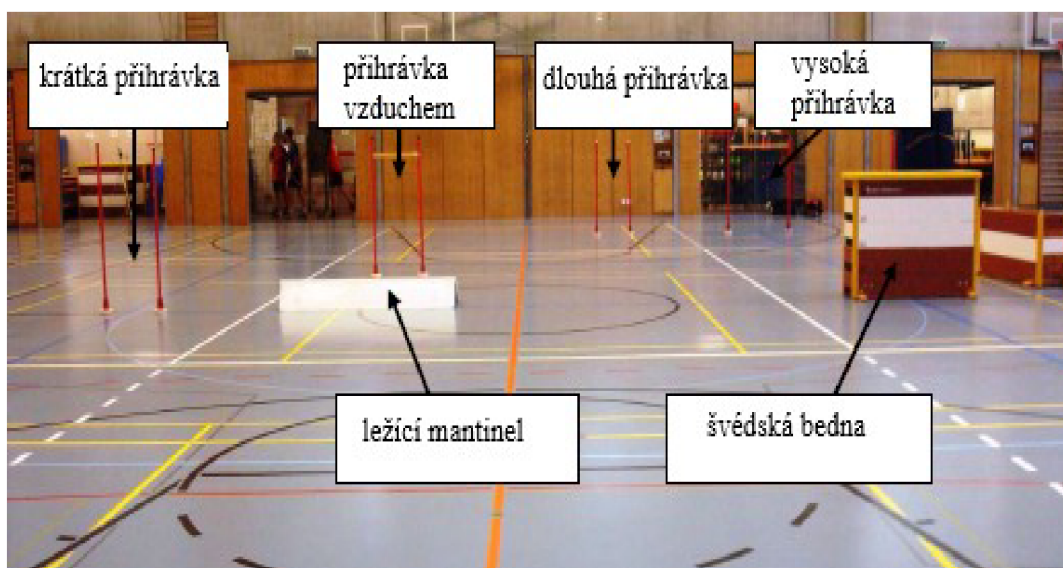 krátká přihrávka
přihrávka
vzduchem
dlouhá přihrávka
vysoká
přihrávka
ležící mantinel
švédská bedna